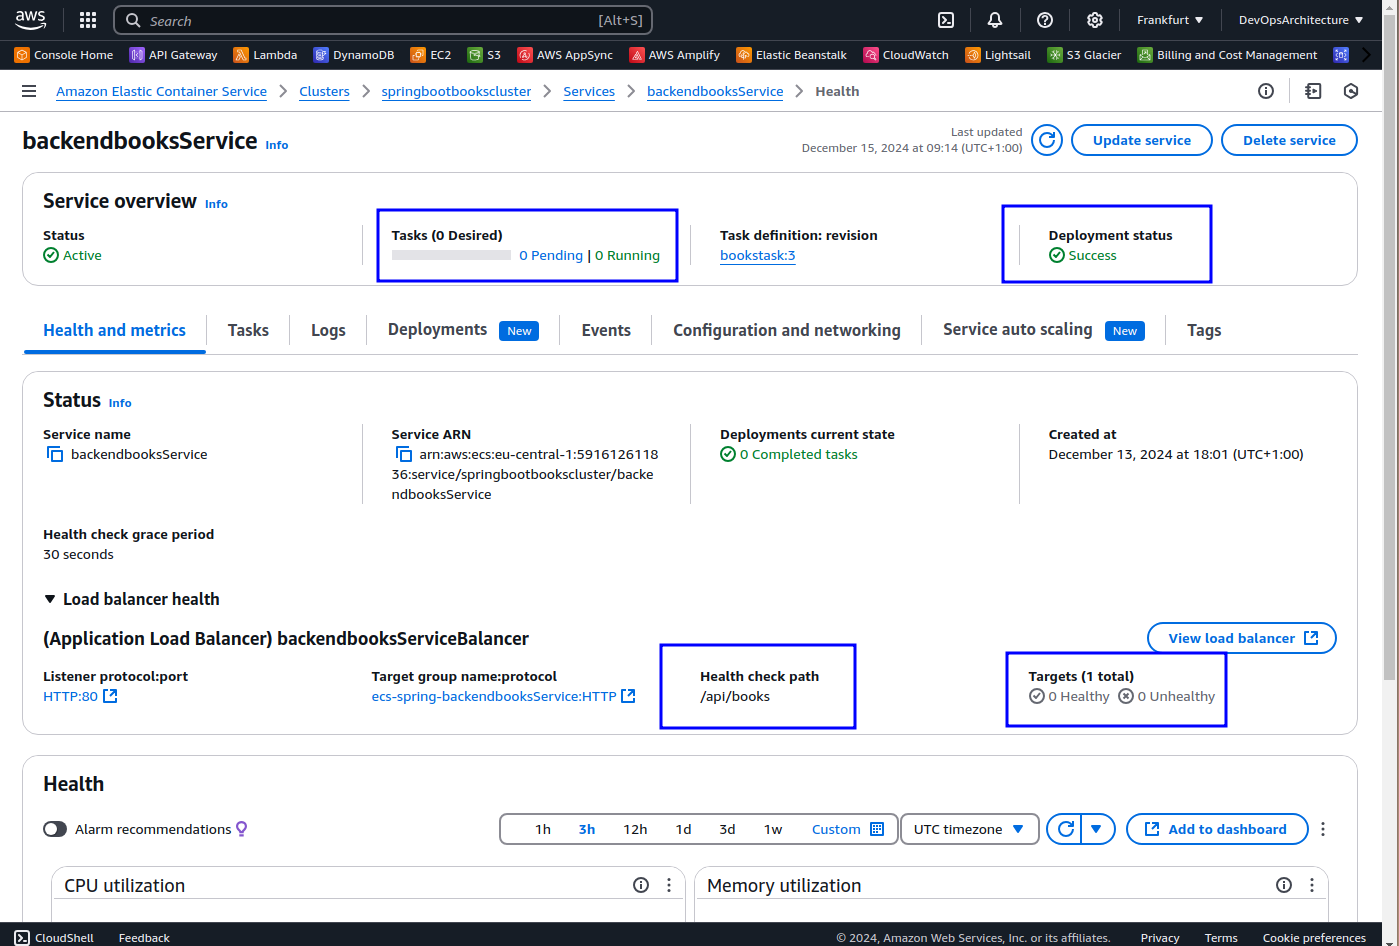 aws
Search
[Alt+S]
Frankfurt
DevOpsArchitecture
Console Home
API Gateway
Lambda
DynamoDB
EC2
S3
AWS AppSync
AWS Amplify
Elastic Beanstalk
CloudWatch
Lightsail
S3 Glacier
Billing and Cost Management
Amazon Elastic Container Service
Clusters
springbootbookscluster
Services
backendbooksService
Health
backendbooksService Info
Last updated
December 15, 2024 at 09:14 (UTC+1:00)
Update service
Delete service
Service overview Info
Status
Active
Tasks (0 Desired)
0 Pending | 0 Running
Task definition: revision
bookstask:3
Deployment status
Success
Health and metrics
Tasks
Logs
Deployments New
Events
Configuration and networking
Service auto scaling New
Tags
Status Info
Service name
backendbooksService
Service ARN
arn:aws:ecs:eu-central-1:5916126118
36:service/springbootbookscluster/backe
ndbooksService
Deployments current state
0 Completed tasks
Created at
December 13, 2024 at 18:01 (UTC+1:00)
Health check grace period
30 seconds
Load balancer health
(Application Load Balancer) backendbooksServiceBalancer
View load balancer
Listener protocol:port
HTTP:80
Target group name:protocol
ecs-spring-backendbooksService:HTTP
Health check path
/api/books
Targets (1 total)
0 Healthy 0 Unhealthy
Health
Alarm recommendations
1h
3h
12h
1d
3d
1w
Custom
UTC timezone
Add to dashboard
CPU utilization
Memory utilization
CloudShell
Feedback
© 2024, Amazon Web Services, Inc. or its affiliates.
Privacy
Terms
Cookie preferences